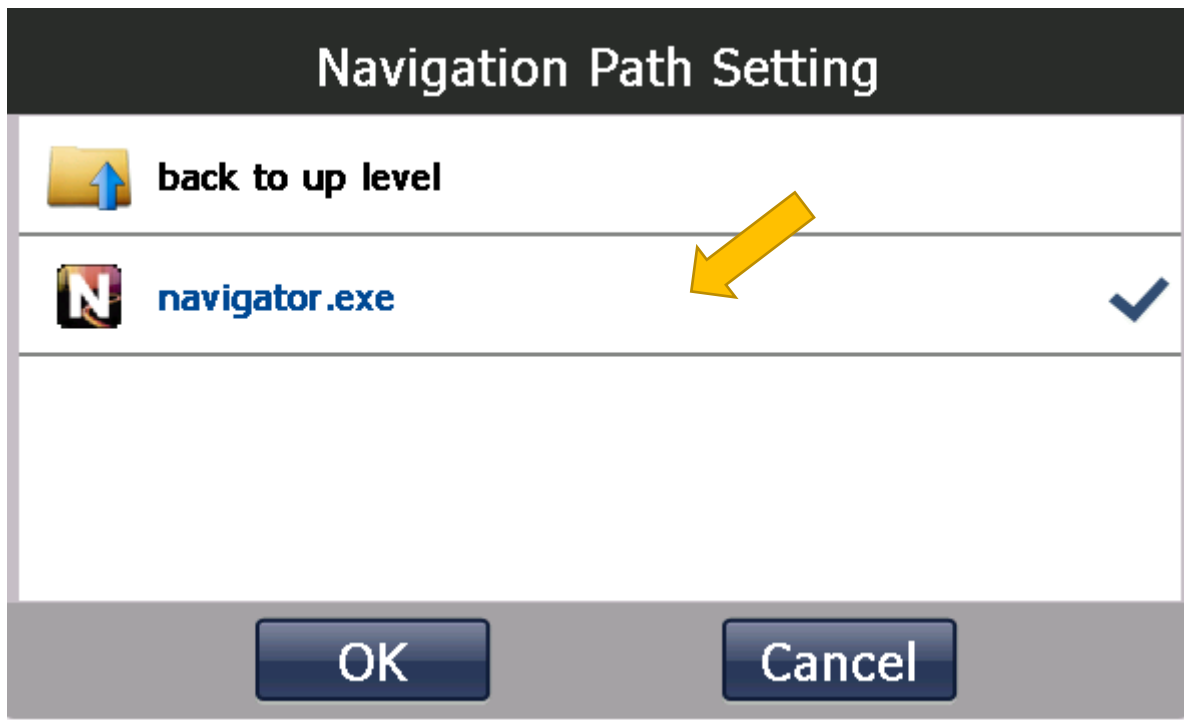 Navigation Path Setting
back to up level
N
navigator.exe
OK
Cancel